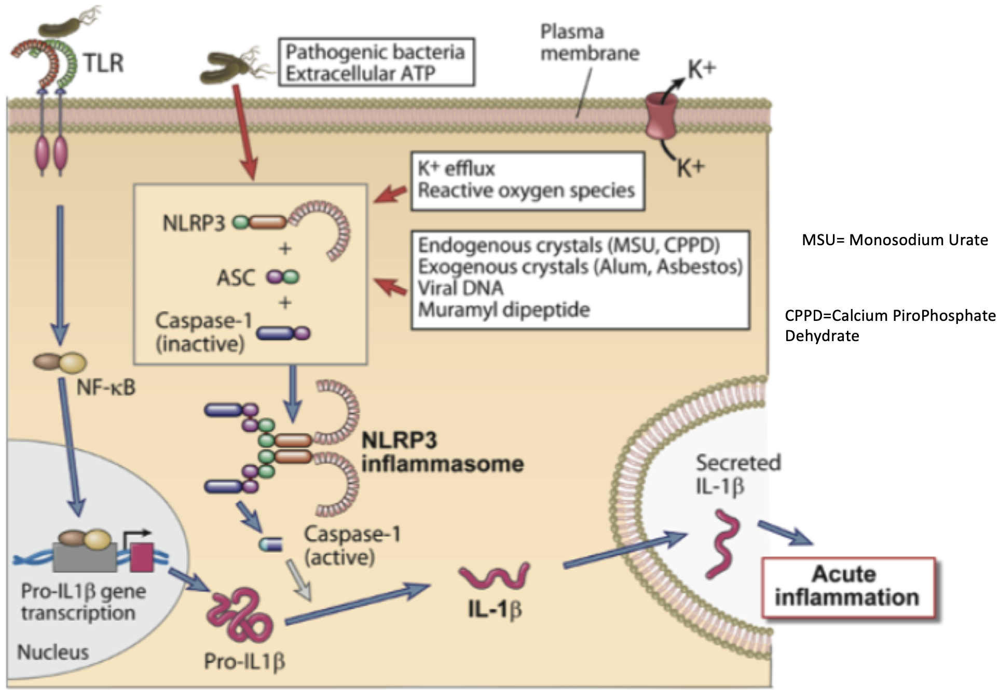 TLR
Pathogenic bacteria
Extracellular ATP
Plasma
membrane
K+
K+
K+ efflux
Reactive oxygen species
NLRP3
+
ASC
+
Caspase-1
(inactive)
Endogenous crystals (MSU, CPPD)
Exogenous crystals (Alum, Asbestos)
Viral DNA
Muramyl dipeptide
MSU= Monosodium Urate
CPPD=Calcium PiroPhosphate
Dehydrate
NF-κB
NLRP3
inflammasome
Secreted
IL-1β
Caspase-1
(active)
Pro-IL1β gene
transcription
Nucleus
Pro-IL1β
IL-1β
Acute
inflammation